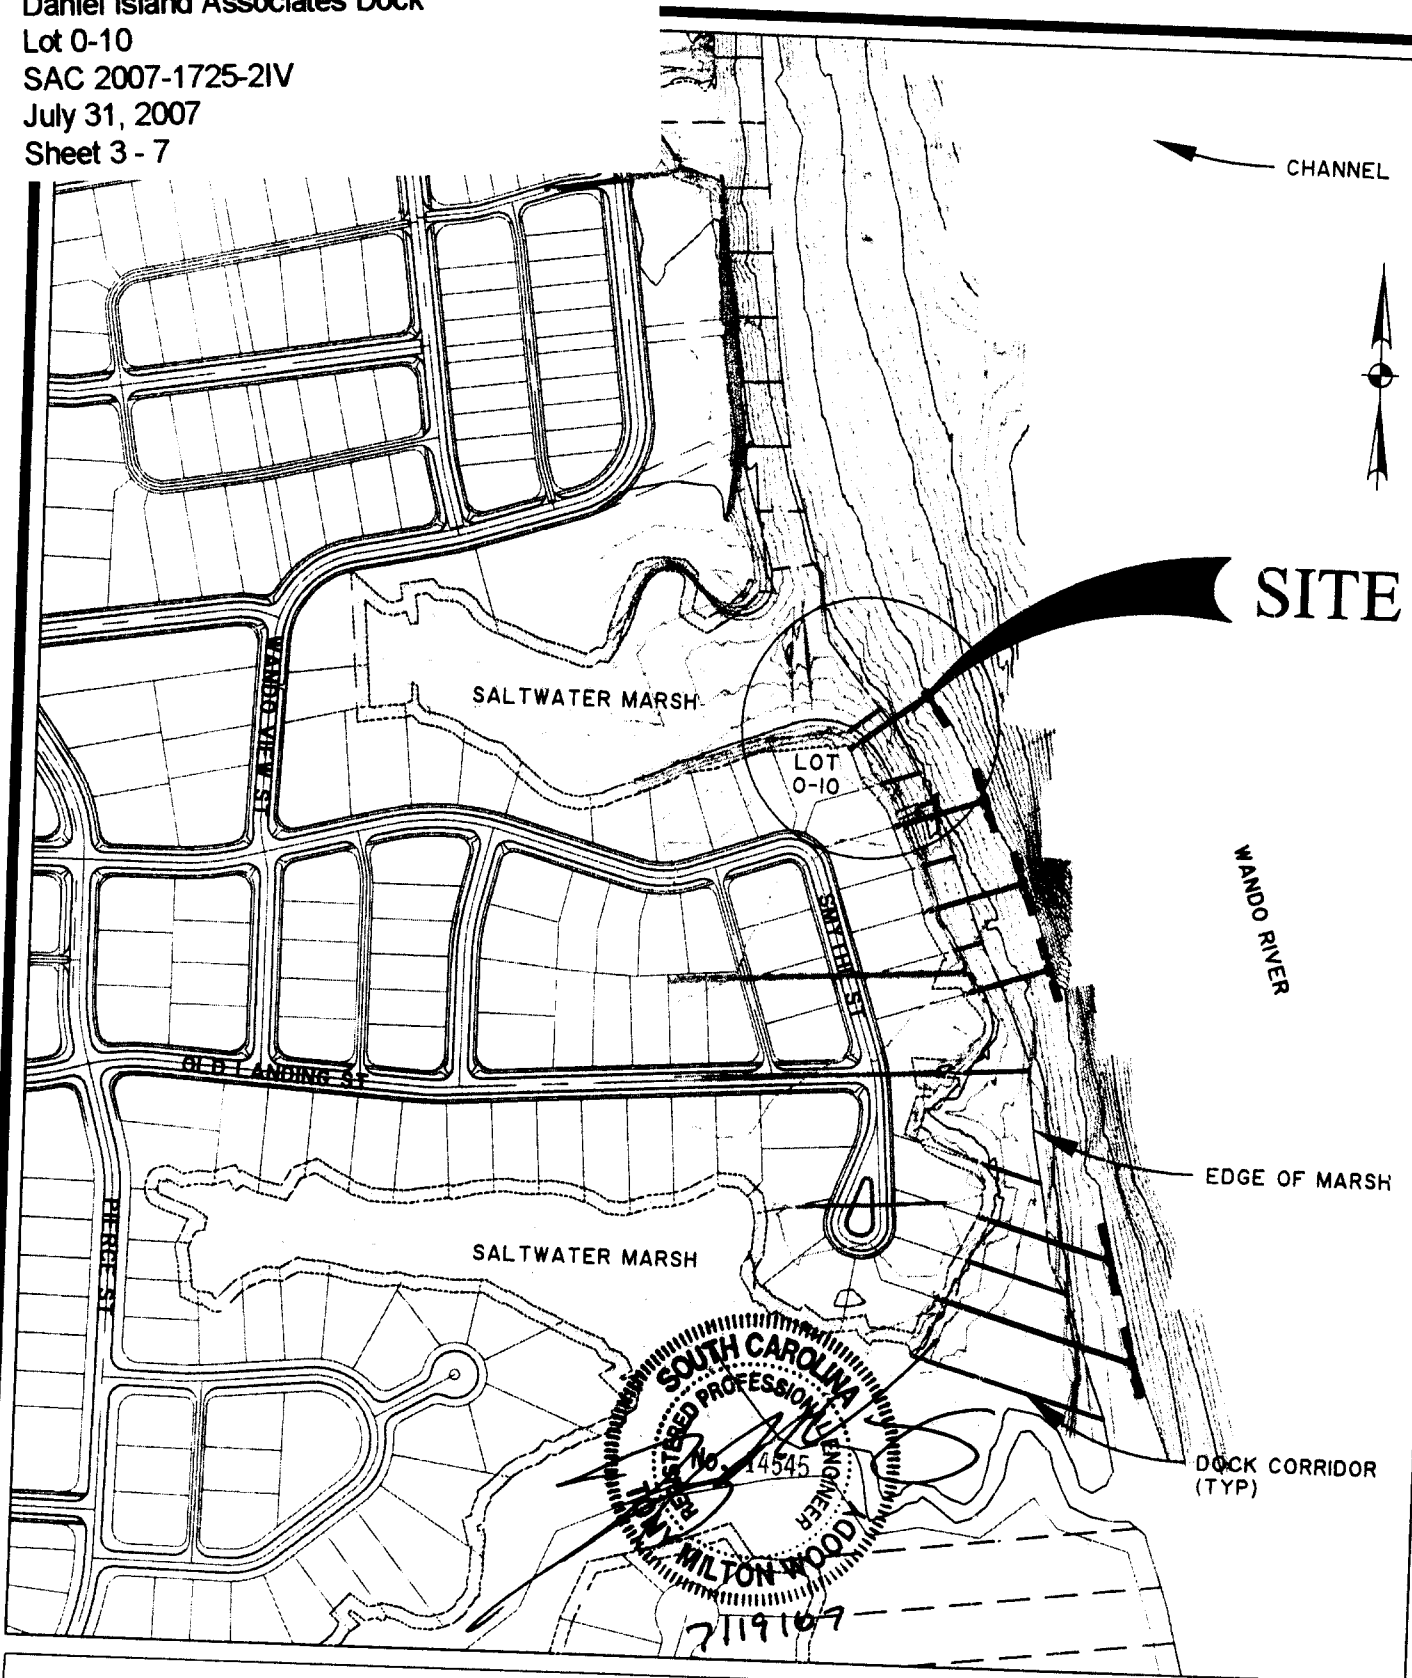 Daniel Island Associates Dock
Lot 0-10
SAC 2007-1725-2IV
July 31, 2007
Sheet 3 - 7
CHANNEL
SITE
WANDO VIEW ST
SALTWATER MARSH
LOT
0-10
WANDO RIVER
SMYTHE ST
OLD LANDING ST
EDGE OF MARSH
PIERCE ST
SALTWATER MARSH
SOUTH CAROLINA
REGISTERED PROFESSIONAL ENGINEER
No. 14545
MILTON WOODY
7/19/07
DOCK CORRIDOR
(TYP)